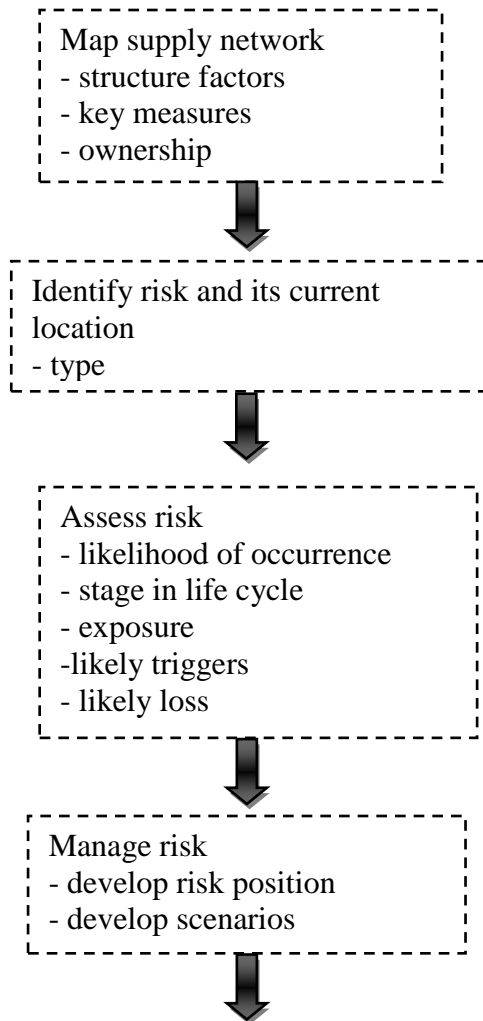 Map supply network
- structure factors
- key measures
- ownership
Identify risk and its current
location
- type
Assess risk
- likelihood of occurrence
- stage in life cycle
- exposure
-likely triggers
- likely loss
Manage risk
- develop risk position
- develop scenarios